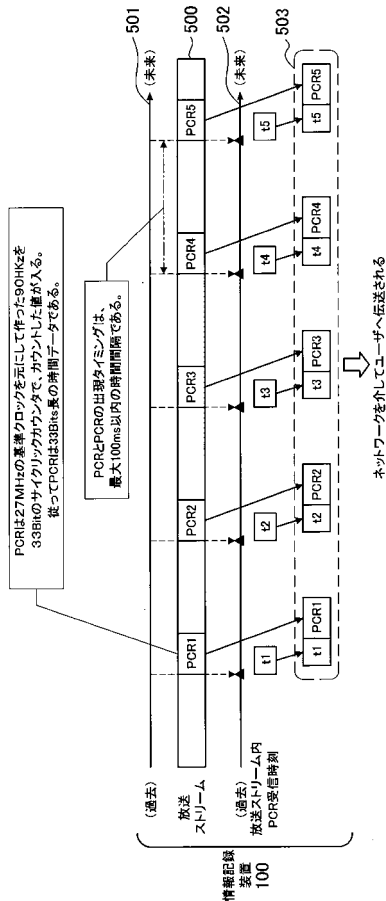 PCRは27MHzの基準クロックを元にして作った90HKzを
33Bitのサイクリックカウンタで、カウントした値が入る。
従ってPCRは33Bits長の時間データである。
PCRとPCRの出現タイミングは、
最大100ms以内の時間間隔である。
(過去)
(未来)
501
放送
ストリーム
PCR1
PCR2
PCR3
PCR4
PCR5
500
(過去)
(未来)
502
放送ストリーム内
PCR受信時刻
t1
t2
t3
t4
t5
503
t1 PCR1
t2 PCR2
t3 PCR3
t4 PCR4
t5 PCR5
情報記録
装置
100
ネットワークを介してユーザへ伝送される